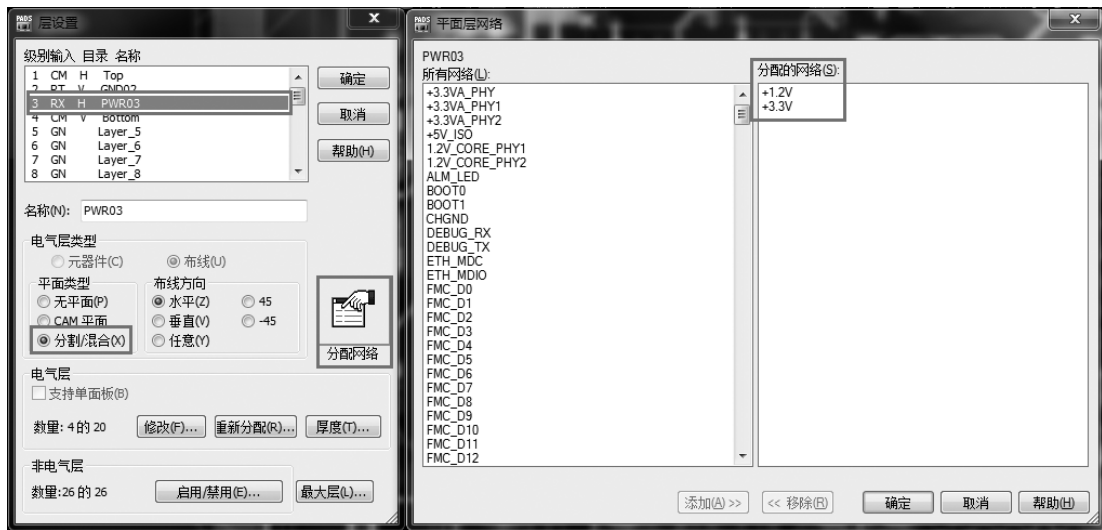 PADS 层设置
级别输入 目录 名称
1 CM H Top
2 RT V GND02
3 RX H PWR03
4 CM V Bottom
5 GN Layer_5
6 GN Layer_6
7 GN Layer_7
8 GN Layer_8
确定
取消
帮助(H)
名称(N): PWR03
电气层类型
元器件(C) 布线(U)
平面类型
无平面(P)
CAM 平面
分割/混合(X)
布线方向
水平(Z) 45
垂直(V) -45
任意(Y)
分配网络
电气层
支持单面板(B)
数量: 4的 20 修改(F)... 重新分配(R)... 厚度(T)...
非电气层
数量:26 的 26 启用/禁用(E)... 最大层(L)...
PADS 平面层网络
PWR03
所有网络(L):
+3.3VA_PHY
+3.3VA_PHY1
+3.3VA_PHY2
+5V_ISO
1.2V_CORE_PHY1
1.2V_CORE_PHY2
ALM_LED
BOOT0
BOOT1
CHGND
DEBUG_RX
DEBUG_TX
ETH_MDC
ETH_MDIO
FMC_D0
FMC_D1
FMC_D2
FMC_D3
FMC_D4
FMC_D5
FMC_D6
FMC_D7
FMC_D8
FMC_D9
FMC_D10
FMC_D11
FMC_D12
分配的网络(S):
+1.2V
+3.3V
添加(A) >> << 移除(R) 确定 取消 帮助(H)